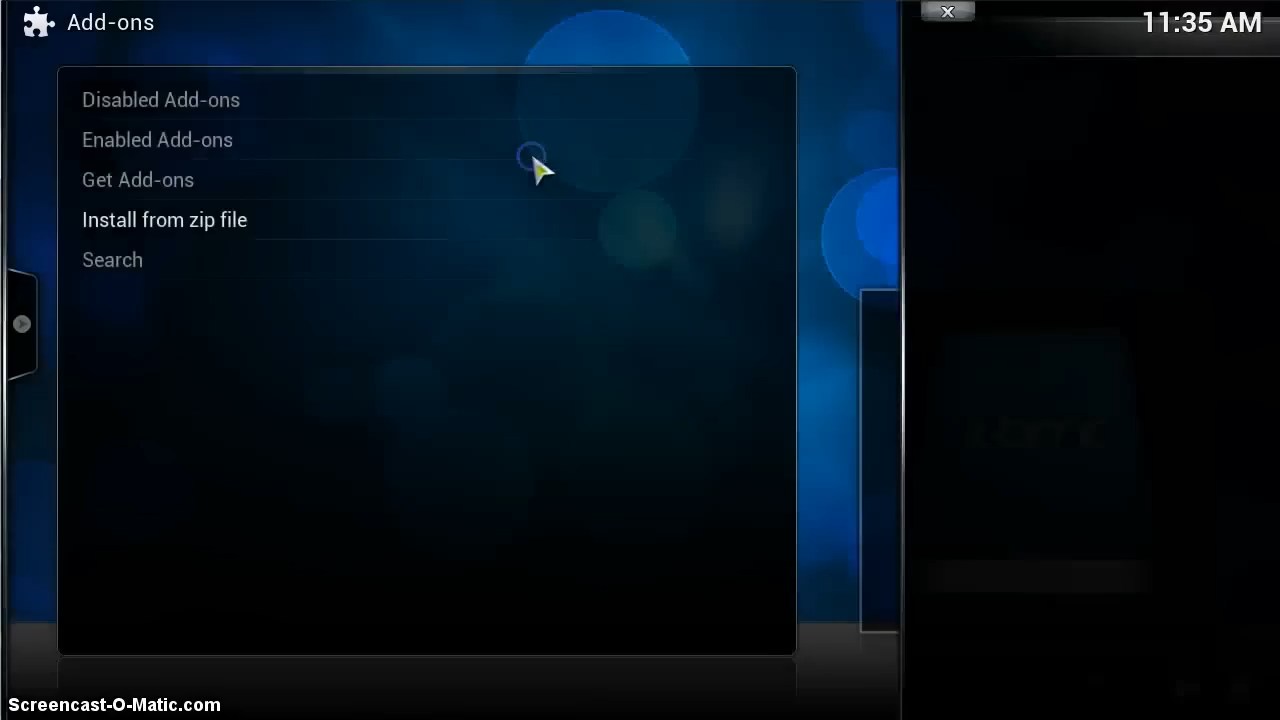 Add-ons
11:35 AM
Disabled Add-ons
Enabled Add-ons
Get Add-ons
Install from zip file
Search
Screencast-O-Matic.com